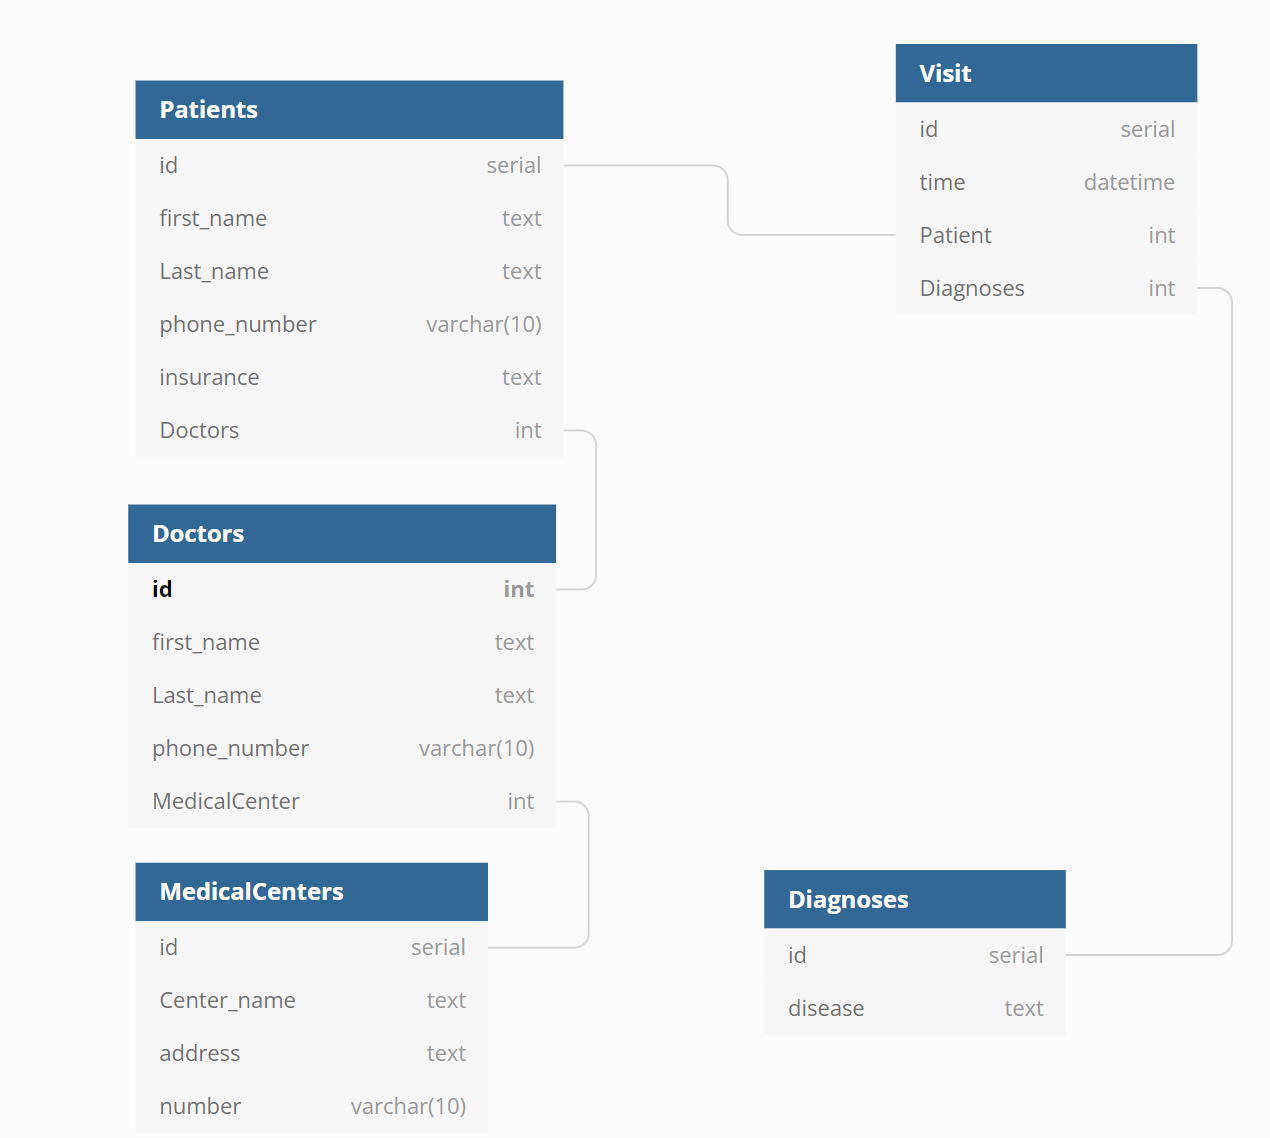 Patients
id serial
first_name text
Last_name text
phone_number varchar(10)
insurance text
Doctors int
Doctors
id int
first_name text
Last_name text
phone_number varchar(10)
MedicalCenter int
MedicalCenters
id serial
Center_name text
address text
number varchar(10)
Visit
id serial
time datetime
Patient int
Diagnoses int
Diagnoses
id serial
disease text